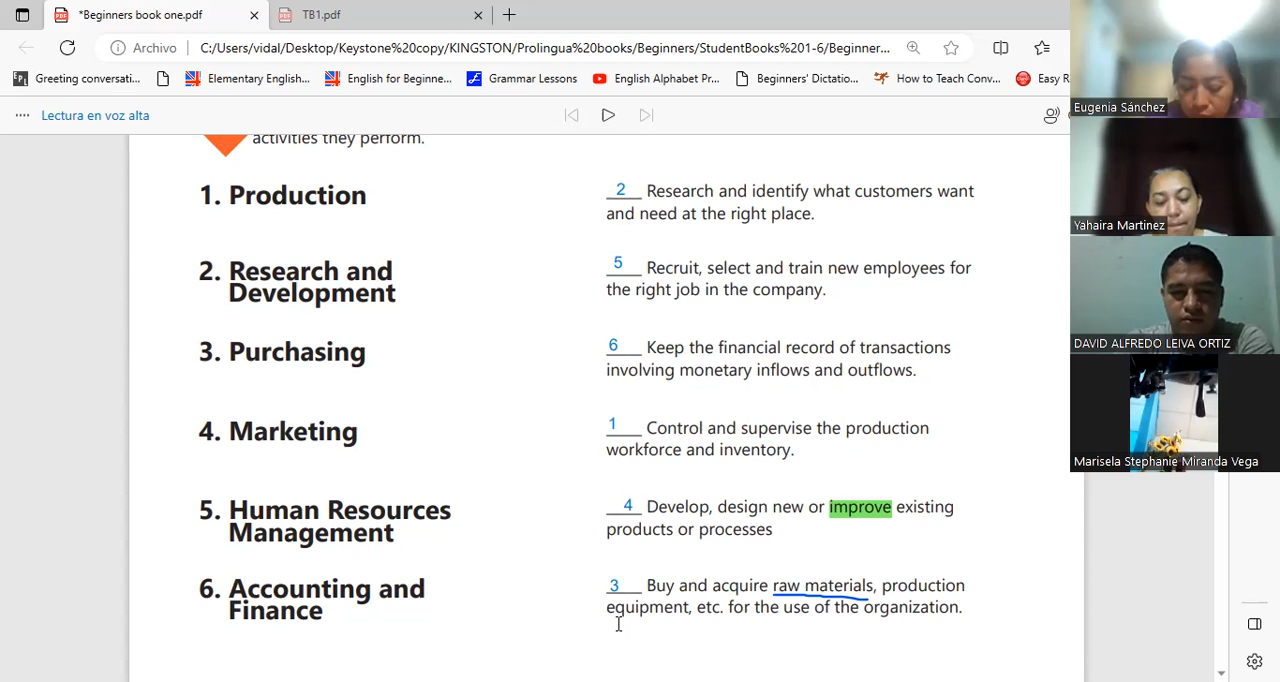 *Beginners book one.pdf
TB1.pdf
Archivo
C:/Users/vidal/Desktop/Keystone%20copy/KINGSTON/Prolingua%20books/Beginners/StudentBooks%201-6/Beginner...
Greeting conversati...
Elementary English...
English for Beginne...
Grammar Lessons
English Alphabet Pr...
Beginners' Dictatio...
How to Teach Conv...
Easy R
Lectura en voz alta
activities they perform.
1. Production
2 Research and identify what customers want
and need at the right place.
2. Research and
Development
5 Recruit, select and train new employees for
the right job in the company.
3. Purchasing
6 Keep the financial record of transactions
involving monetary inflows and outflows.
4. Marketing
1 Control and supervise the production
workforce and inventory.
5. Human Resources
Management
4 Develop, design new or improve existing
products or processes
6. Accounting and
Finance
3 Buy and acquire raw materials, production
equipment, etc. for the use of the organization.
Eugenia Sánchez
Yahaira Martinez
DAVID ALFREDO LEIVA ORTIZ
Marisela Stephanie Miranda Vega